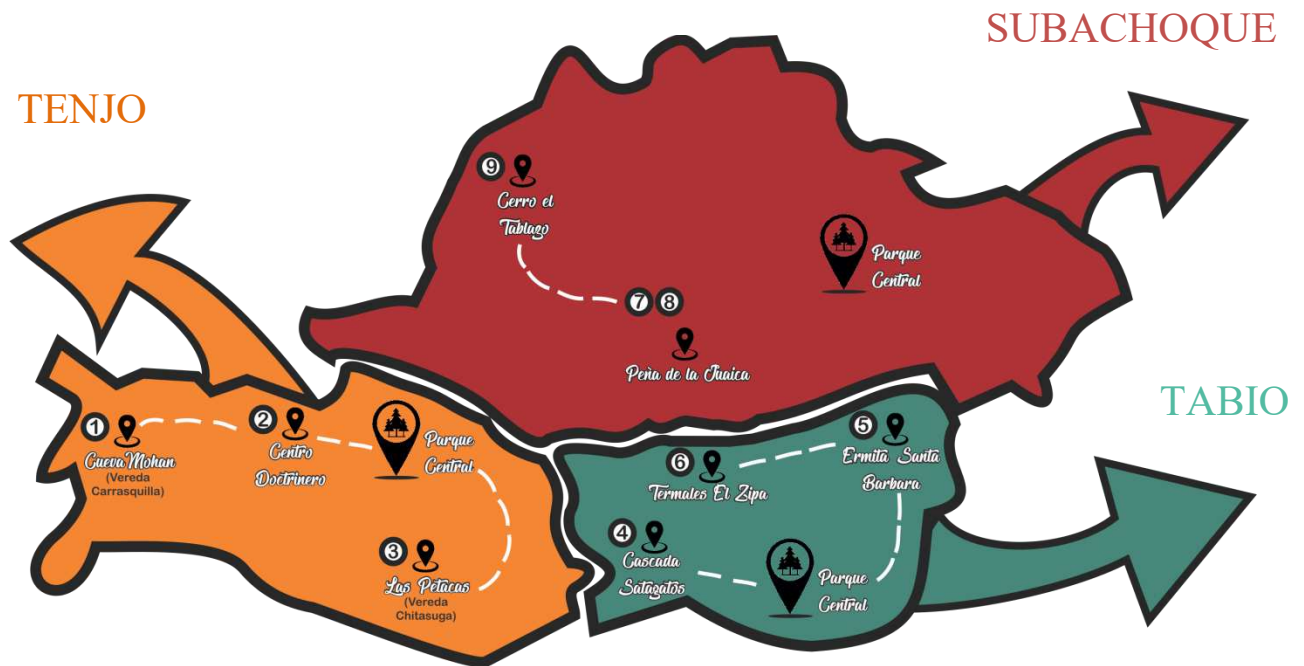 SUBACHOQUE
TENJO
9
Cerro el
Tablazo
Parque
Central
7 8
Peña de la Juaica
TABIO
1
Cueva Mohan
(Vereda
Carrasquilla)
2
Centro
Doctrinero
Parque
Central
3
Las Petacas
(Vereda
Chitasuga)
5
Ermita Santa
Barbara
6
Termales El Zipa
4
Cascada
Satagatos
Parque
Central